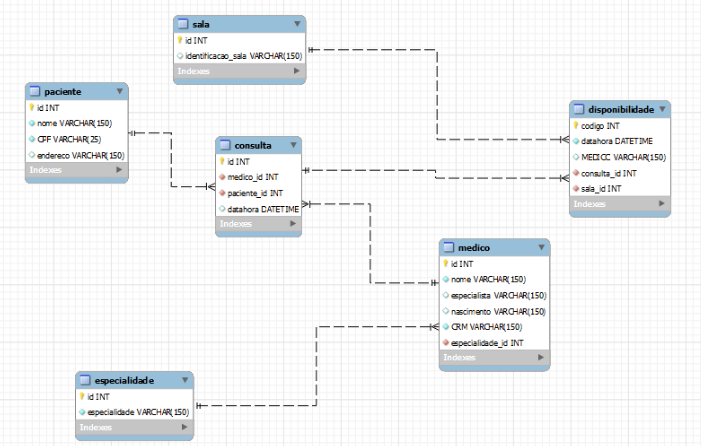 sala
id INT
identificacao_sala VARCHAR(150)
Indexes
paciente
id INT
nome VARCHAR(150)
CPF VARCHAR(25)
endereco VARCHAR(150)
Indexes
consulta
id INT
medico_id INT
paciente_id INT
datahora DATETIME
Indexes
disponibilidade
codigo INT
datahora DATETIME
MEDICC VARCHAR(150)
consulta_id INT
sala_id INT
Indexes
medico
id INT
nome VARCHAR(150)
especialista VARCHAR(150)
nascimento VARCHAR(150)
CRM VARCHAR(150)
especialidade_id INT
Indexes
especialidade
id INT
especialidade VARCHAR(150)
Indexes